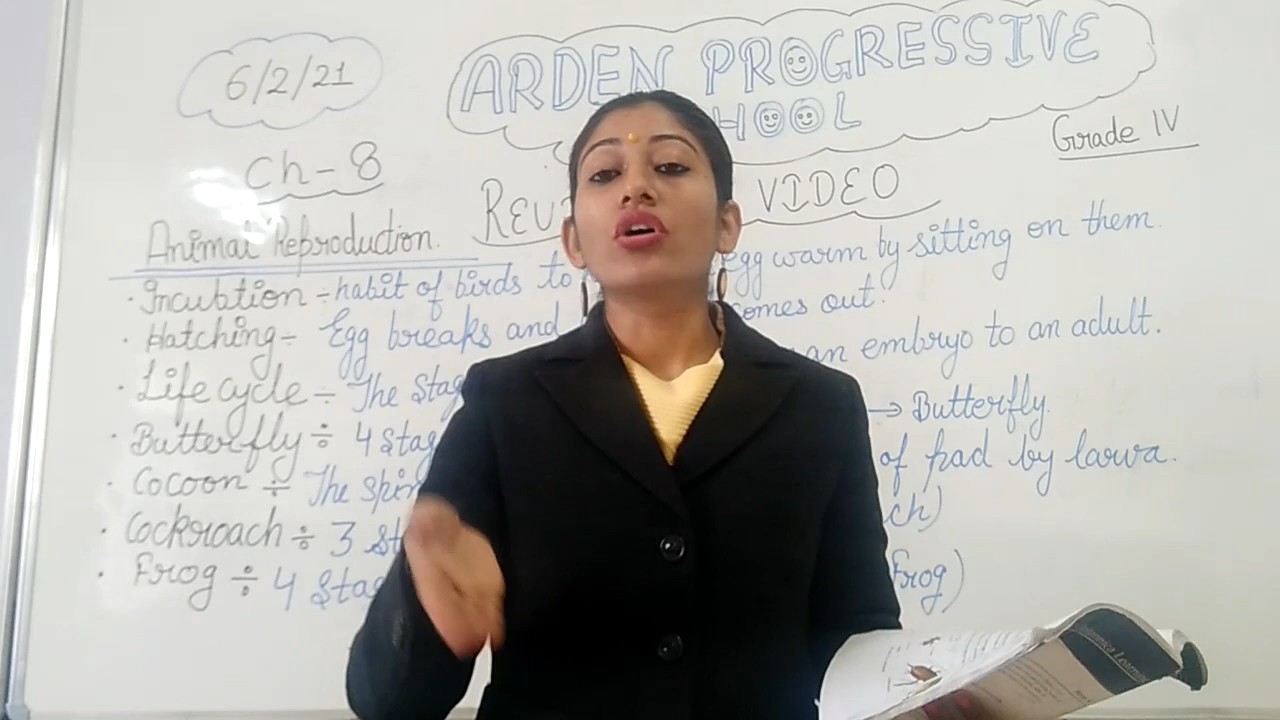 6/2/21
ARDEN PROGRESSIVE
HOOL
Grade IV
Ch - 8
VIDEO
Animal Reproduction.
· Incubtion ÷ habit of birds to egg warm by sitting on them.
· Hatching - Egg breaks and comes out.
· Life cycle ÷ The Stag an embryo to an adult.
· Butterfly ÷ 4 Stag → Butterfly.
· Cocoon ÷ The spin of pad by larva.
· Cockroach ÷ 3 St ch)
· Frog ÷ 4 Stag Frog)